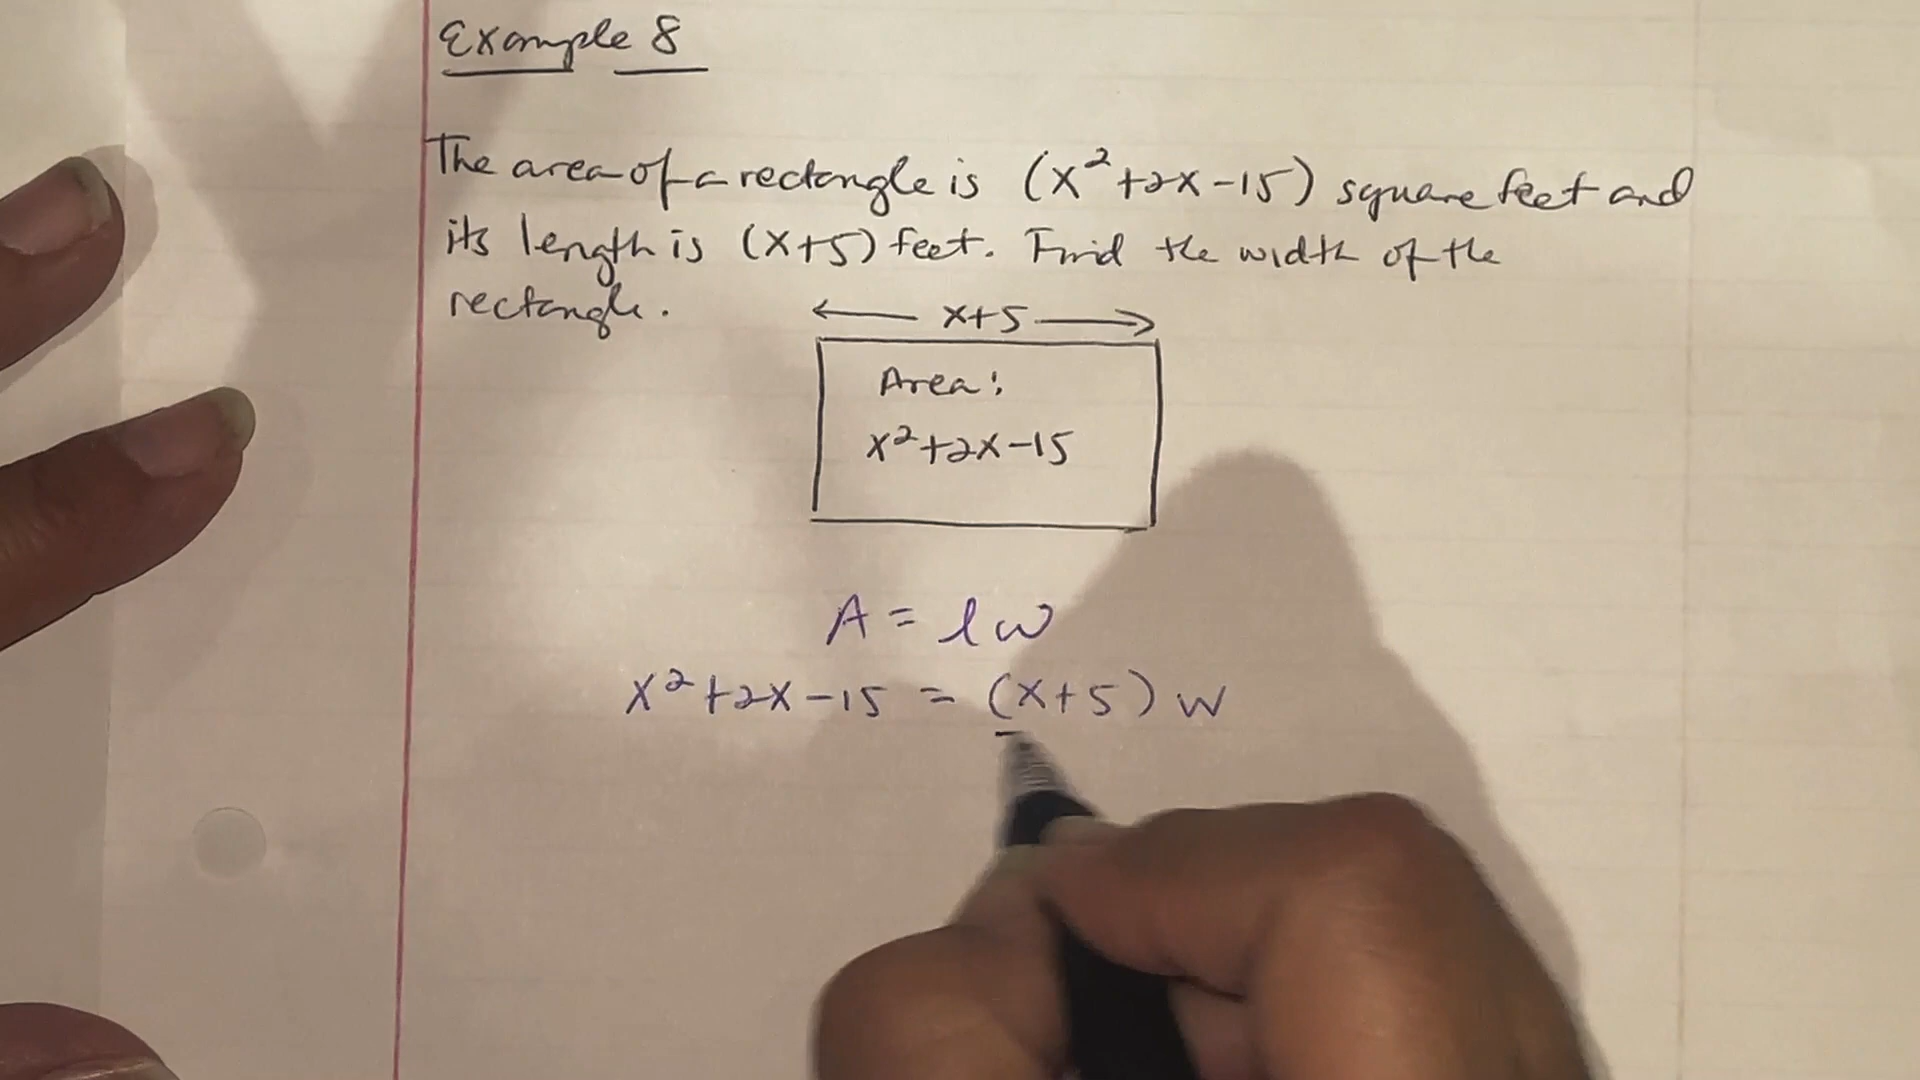 Example 8
The area of a rectangle is (x²+2x-15) square feet and
its length is (x+5) feet. Find the width of the
rectangle.
x+5
Area:
x²+2x-15
A = lw
x²+2x-15 = (x+5) w